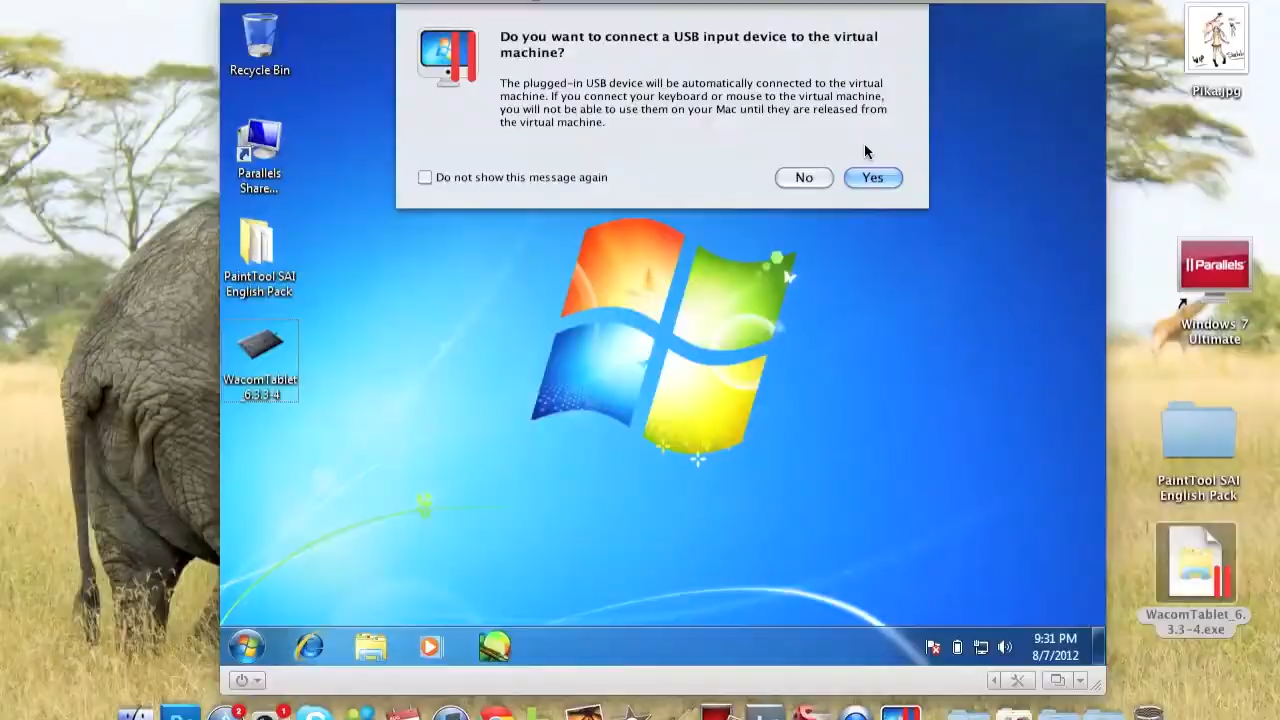 Do you want to connect a USB input device to the virtual
machine?
The plugged-in USB device will be automatically connected to the virtual
machine. If you connect your keyboard or mouse to the virtual machine,
you will not be able to use them on your Mac until they are released from
the virtual machine.
Do not show this message again
No
Yes
Recycle Bin
Parallels
Share...
PaintTool SAI
English Pack
WacomTablet
_6.3.3-4
Pika.jpg
Parallels
Windows 7
Ultimate
PaintTool SAI
English Pack
WacomTablet_6.
3.3-4.exe
9:31 PM
8/7/2012
2
1